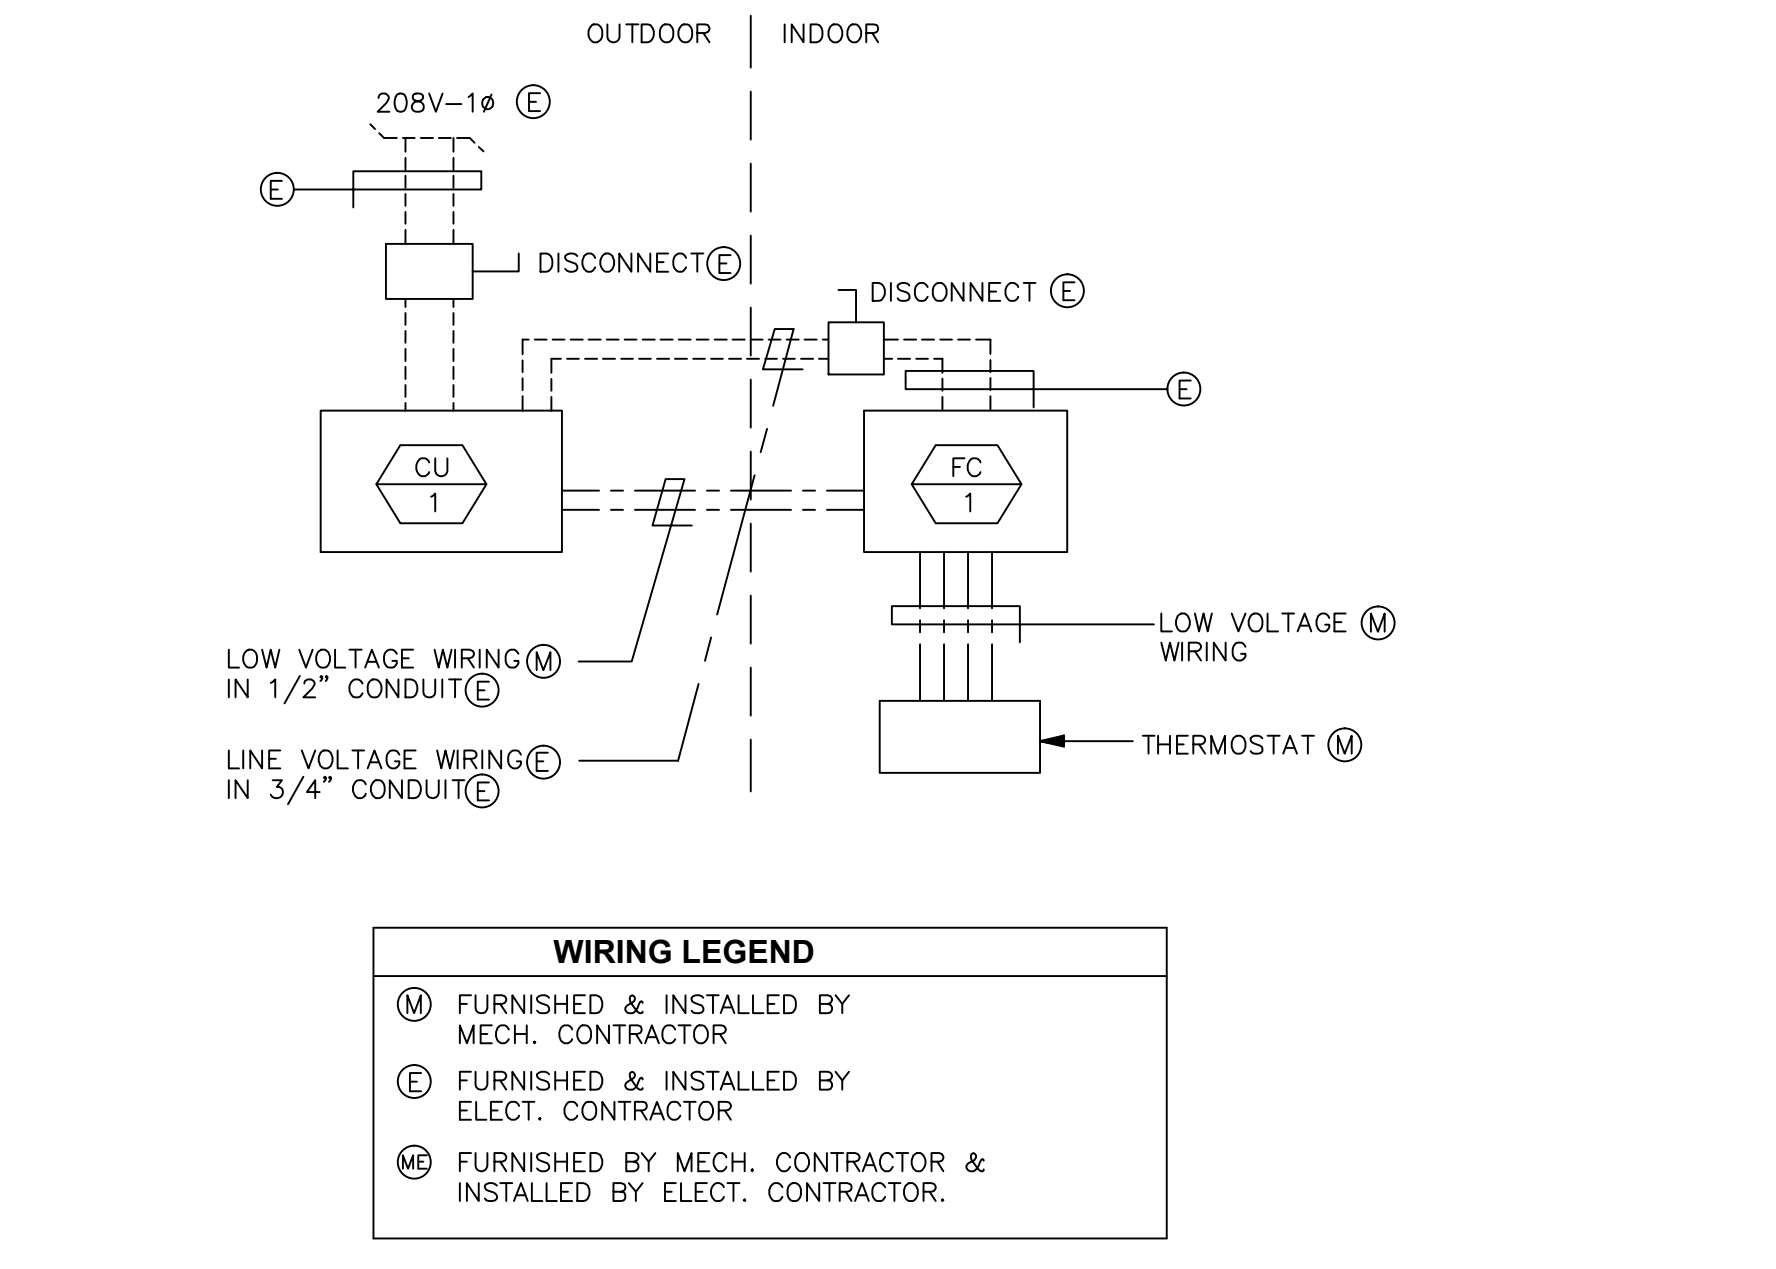 OUTDOOR INDOOR
208V-1ø E
E
DISCONNECT E
DISCONNECT E
E
CU
1
FC
1
LOW VOLTAGE M
WIRING
LOW VOLTAGE WIRING M
IN 1/2" CONDUIT E
THERMOSTAT M
LINE VOLTAGE WIRING E
IN 3/4" CONDUIT E
WIRING LEGEND
M FURNISHED & INSTALLED BY
MECH. CONTRACTOR
E FURNISHED & INSTALLED BY
ELECT. CONTRACTOR
ME FURNISHED BY MECH. CONTRACTOR &
INSTALLED BY ELECT. CONTRACTOR.